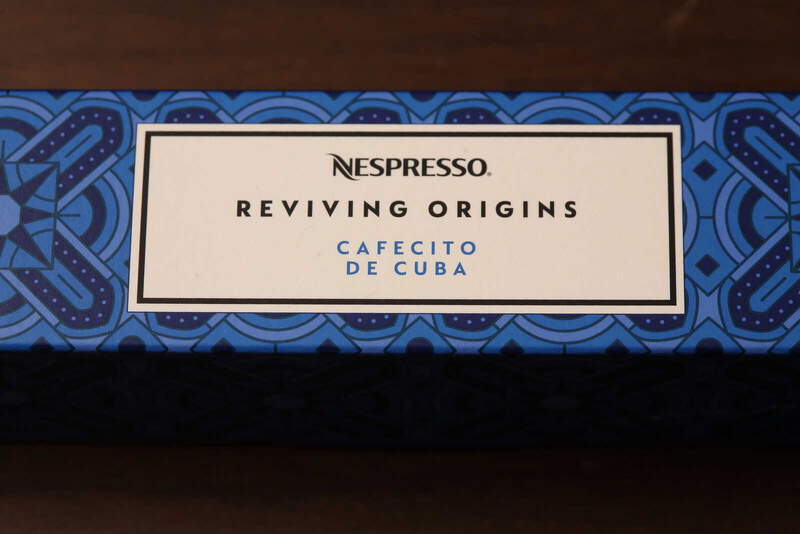 NESPRESSO®
REVIVING ORIGINS
CAFECITO
DE CUBA